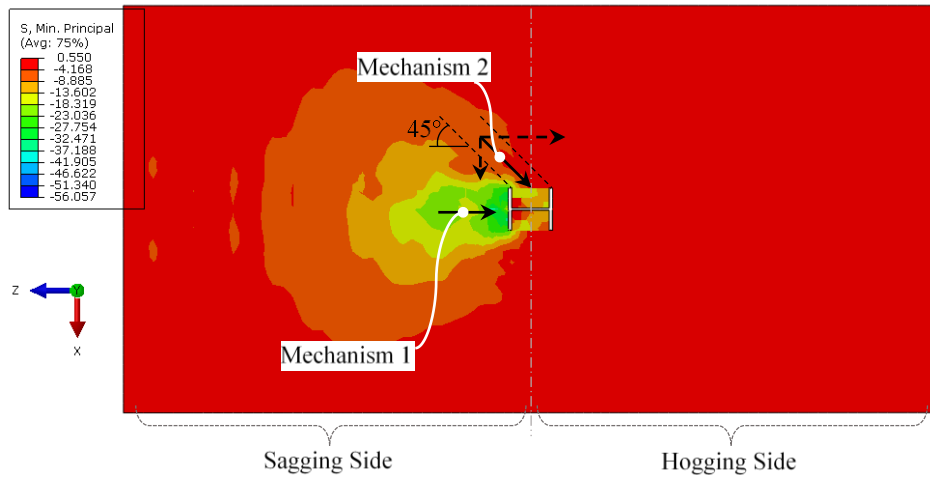 S, Min. Principal
(Avg: 75%)
0.550
-4.168
-8.885
-13.602
-18.319
-23.036
-27.754
-32.471
-37.188
-41.905
-46.622
-51.340
-56.057
Mechanism 2
45°
Z
Y
X
Mechanism 1
Sagging Side
Hogging Side